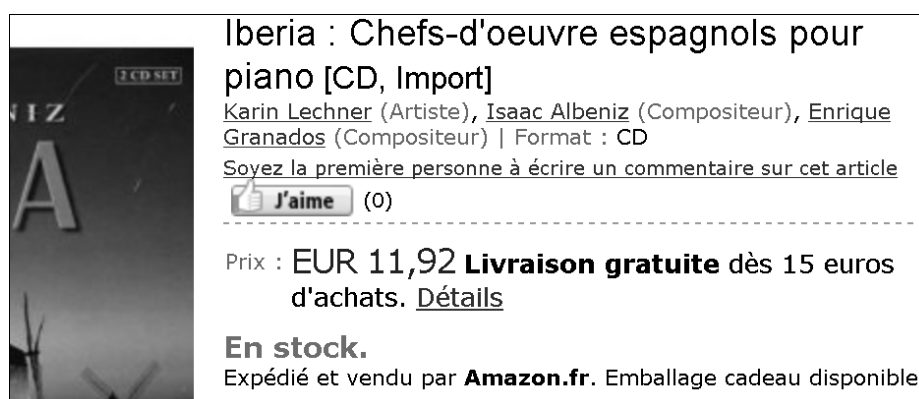 Iberia : Chefs-d'oeuvre espagnols pour
piano [CD, Import]
2 CD SET
Karin Lechner (Artiste), Isaac Albeniz (Compositeur), Enrique
Granados (Compositeur) | Format : CD
IZ
A
Soyez la première personne à écrire un commentaire sur cet article
J'aime (0)
Prix : EUR 11,92 Livraison gratuite dès 15 euros
d'achats. Détails
En stock.
Expédié et vendu par Amazon.fr. Emballage cadeau disponible